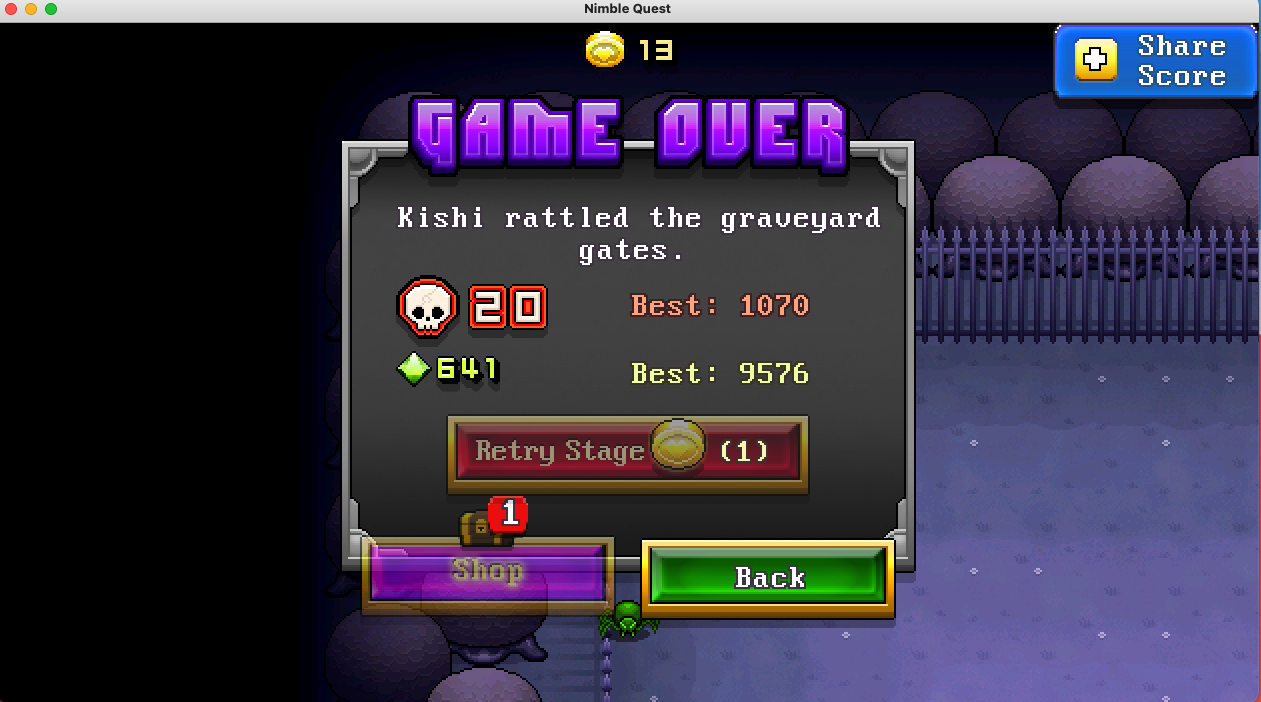 Nimble Quest
13
Share
Score
GAME OVER
Kishi rattled the graveyard
gates.
20
Best: 1070
641
Best: 9576
Retry Stage (1)
1
Shop
Back